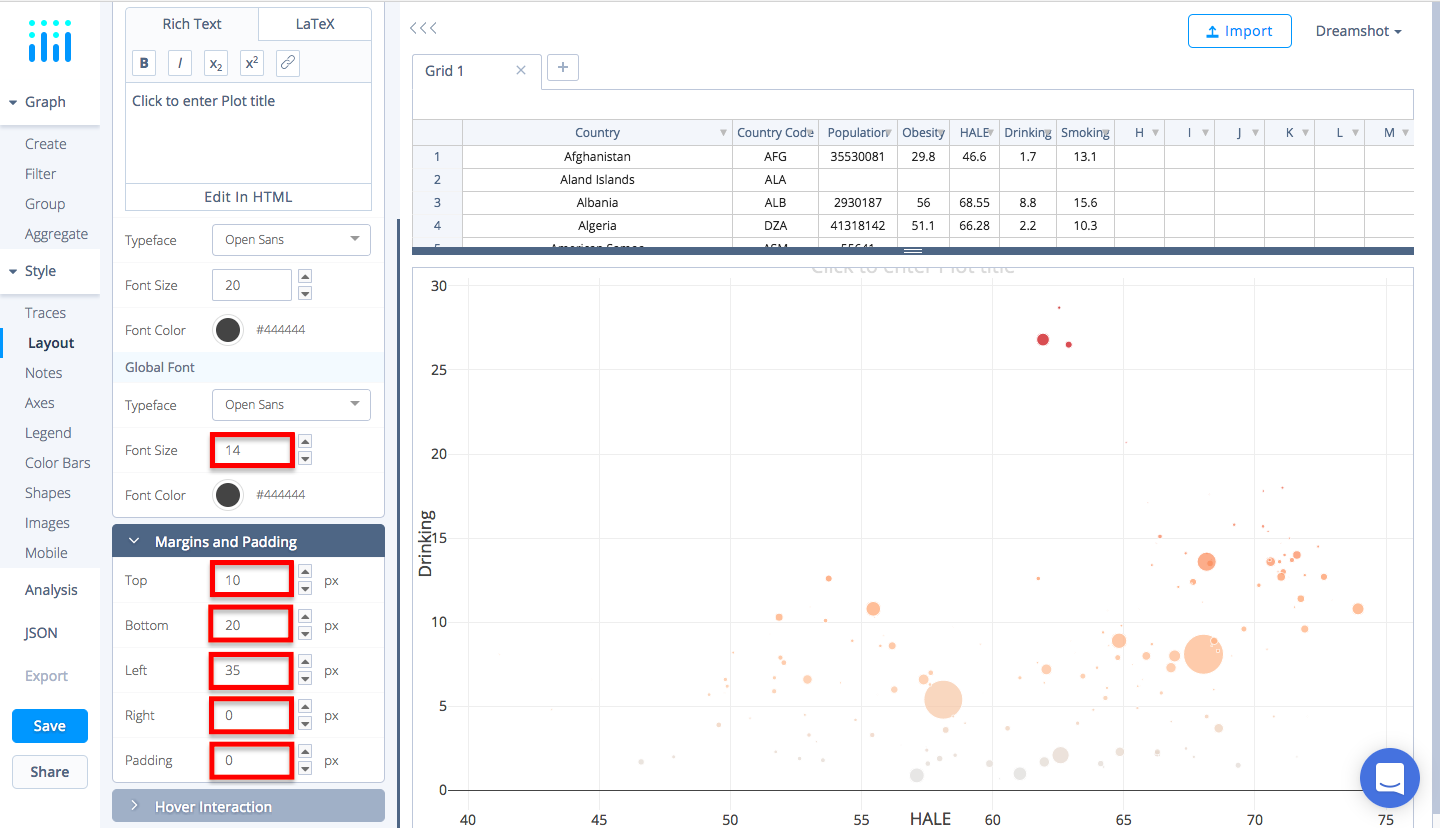 Rich Text LaTeX
B I x2 x2
Click to enter Plot title
Edit In HTML
Typeface Open Sans
Font Size 20
Font Color #444444
Global Font
Typeface Open Sans
Font Size 14
Font Color #444444
Margins and Padding
Top 10 px
Bottom 20 px
Left 35 px
Right 0 px
Padding 0 px
Hover Interaction
Graph
Create
Filter
Group
Aggregate
Style
Traces
Layout
Notes
Axes
Legend
Color Bars
Shapes
Images
Mobile
Analysis
JSON
Export
Save
Share
Import Dreamshot
Grid 1 × +
Country Country Code Population Obesity HALE Drinking Smoking H I J K L M
1 Afghanistan AFG 35530081 29.8 46.6 1.7 13.1
2 Aland Islands ALA
3 Albania ALB 2930187 56 68.55 8.8 15.6
4 Algeria DZA 41318142 51.1 66.28 2.2 10.3
5 American Samoa ASM 55641
Click to enter Plot title
30
25
20
15
10
5
0
Drinking
40 45 50 55 60 65 70 75
HALE